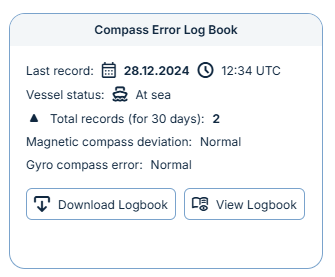 Compass Error Log Book
Last record: 28.12.2024 12:34 UTC
Vessel status: At sea
Total records (for 30 days): 2
Magnetic compass deviation: Normal
Gyro compass error: Normal
Download Logbook View Logbook